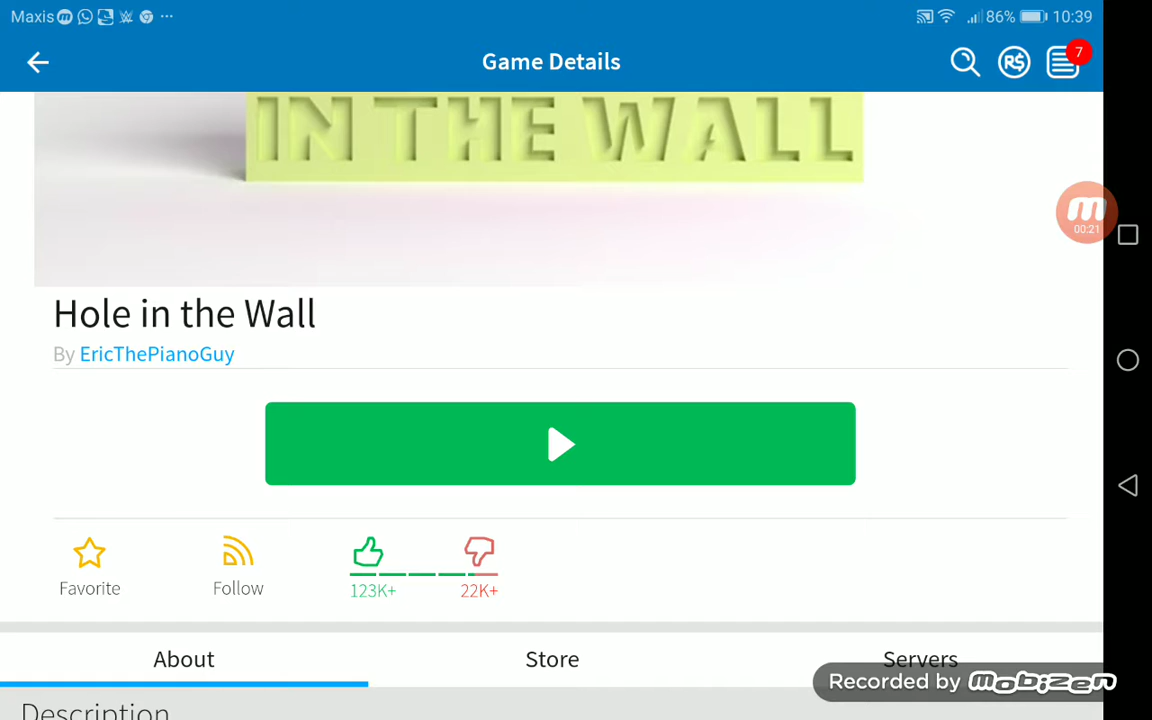 Maxis 86% 10:39
Game Details R$ 7
IN THE WALL
00:21
Hole in the Wall
By EricThePianoGuy
Favorite Follow 123K+ 22K+
About Store Servers
Recorded by mobizen
Description